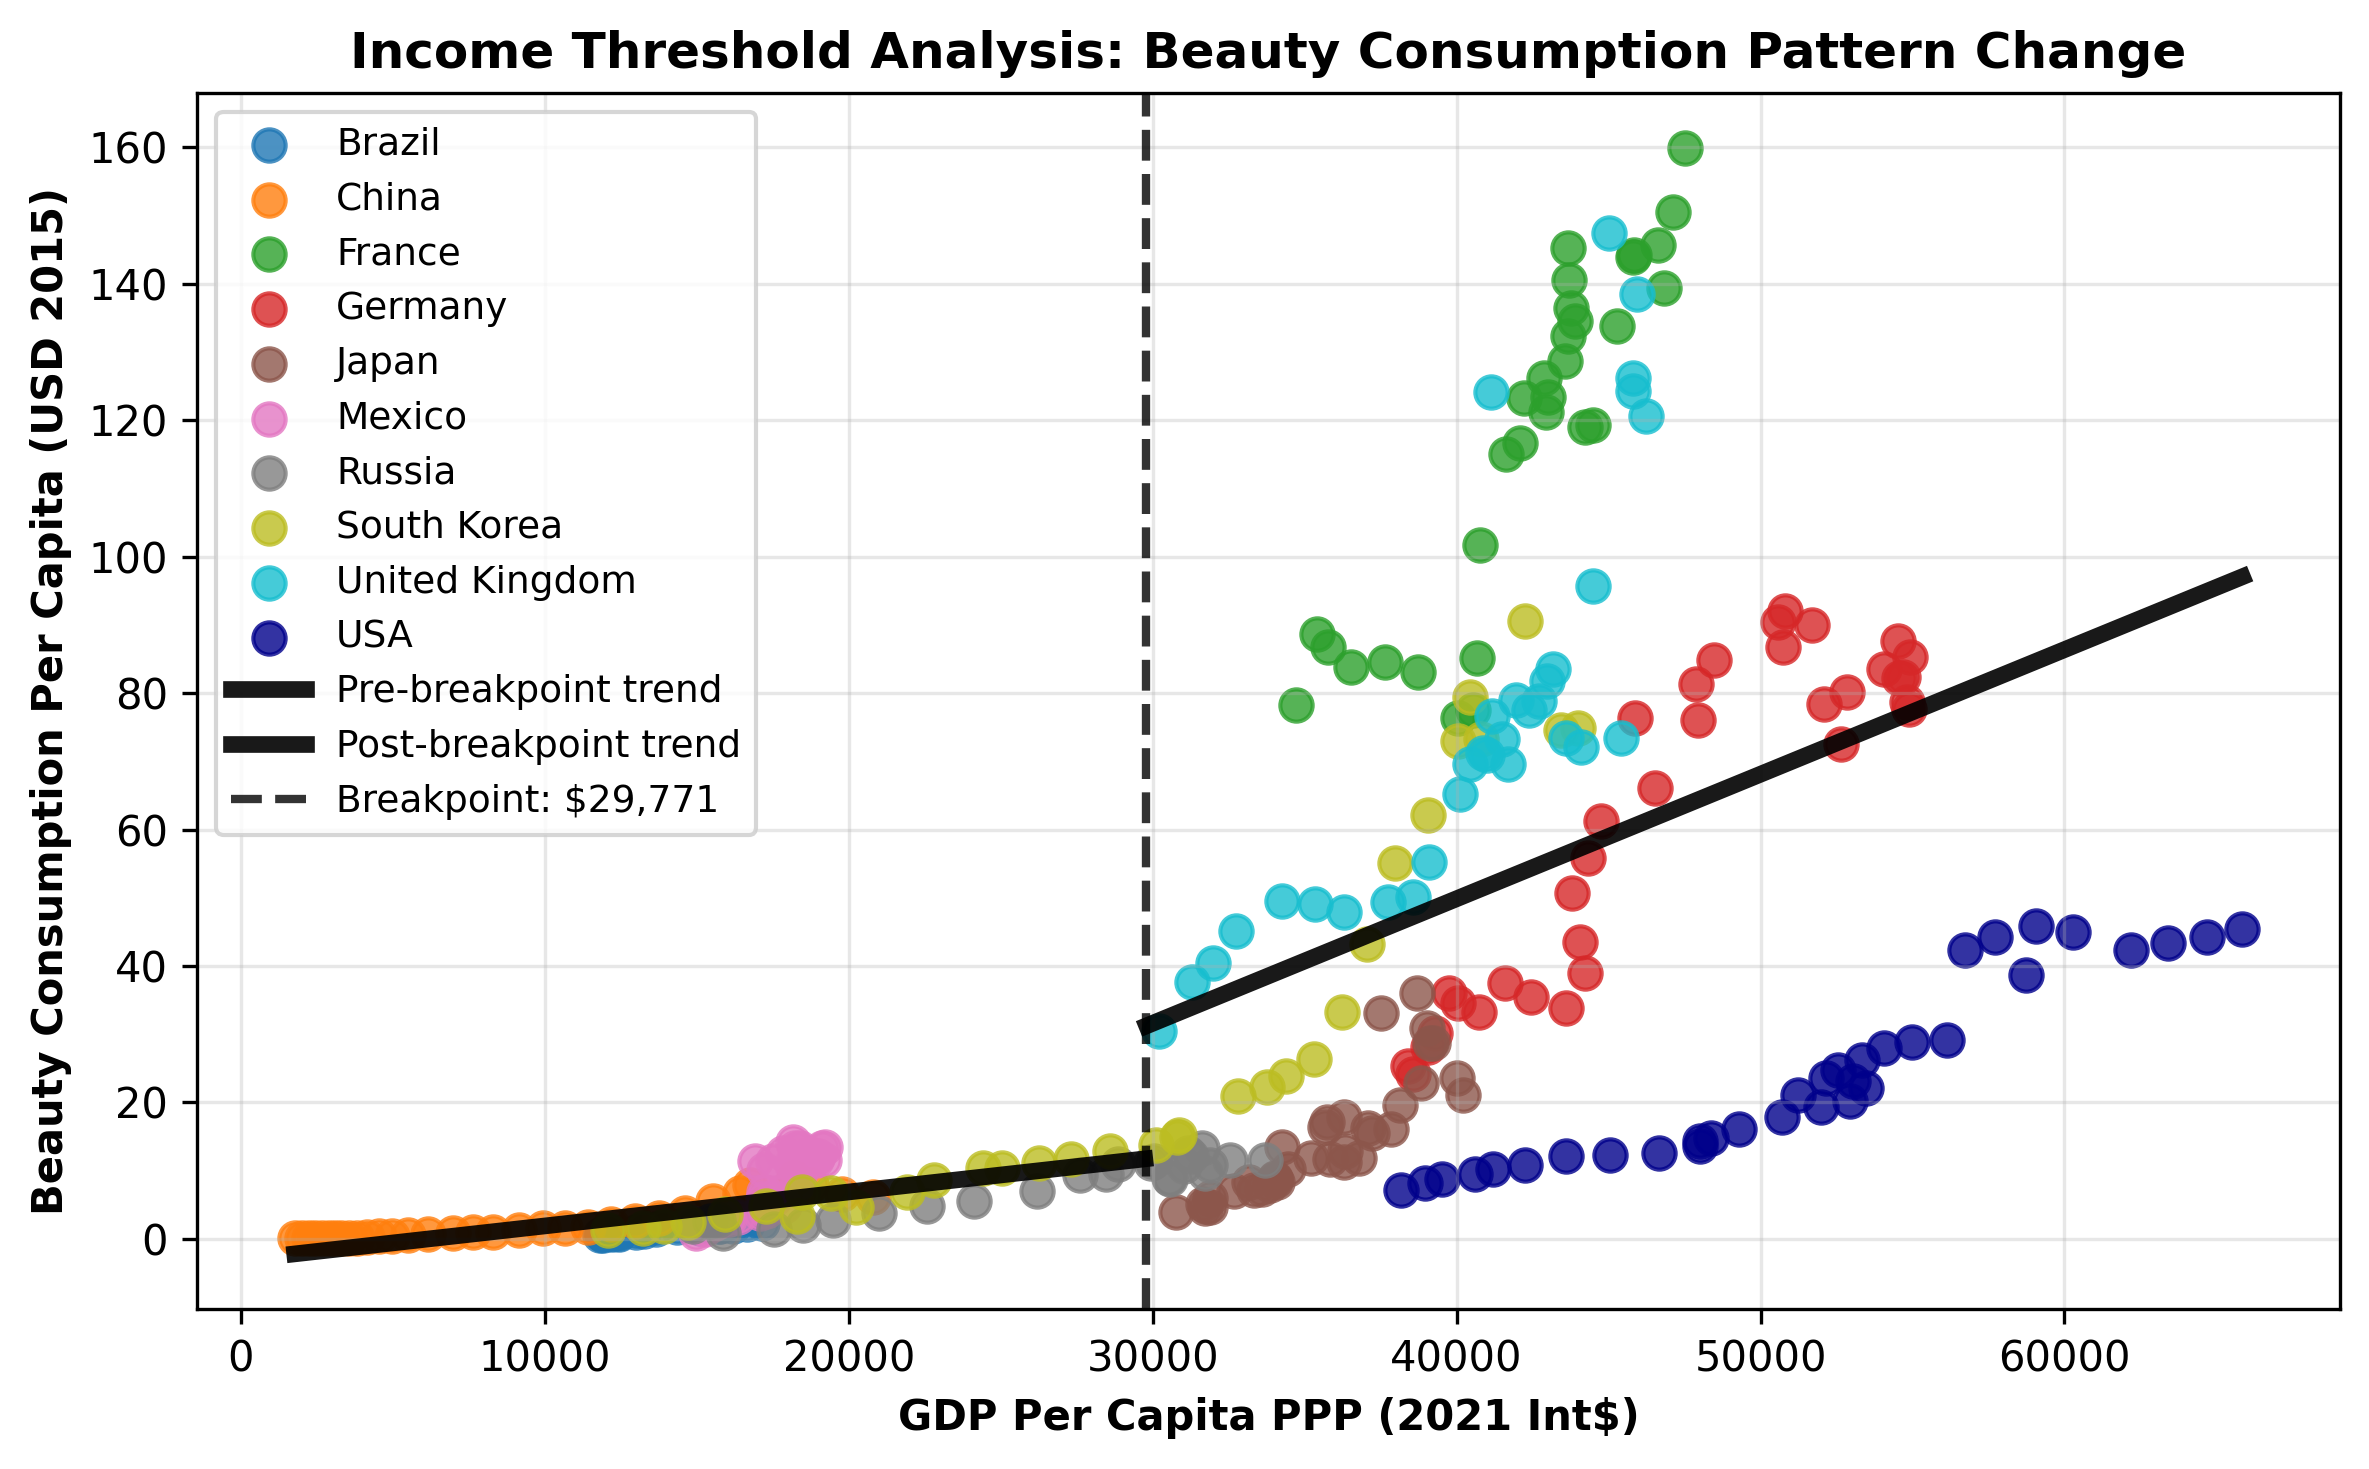 Income Threshold Analysis: Beauty Consumption Pattern Change
Beauty Consumption Per Capita (USD 2015)
160
140
120
100
80
60
40
20
0
Brazil
China
France
Germany
Japan
Mexico
Russia
South Korea
United Kingdom
USA
Pre-breakpoint trend
Post-breakpoint trend
Breakpoint: $29,771
0 10000 20000 30000 40000 50000 60000
GDP Per Capita PPP (2021 Int$)